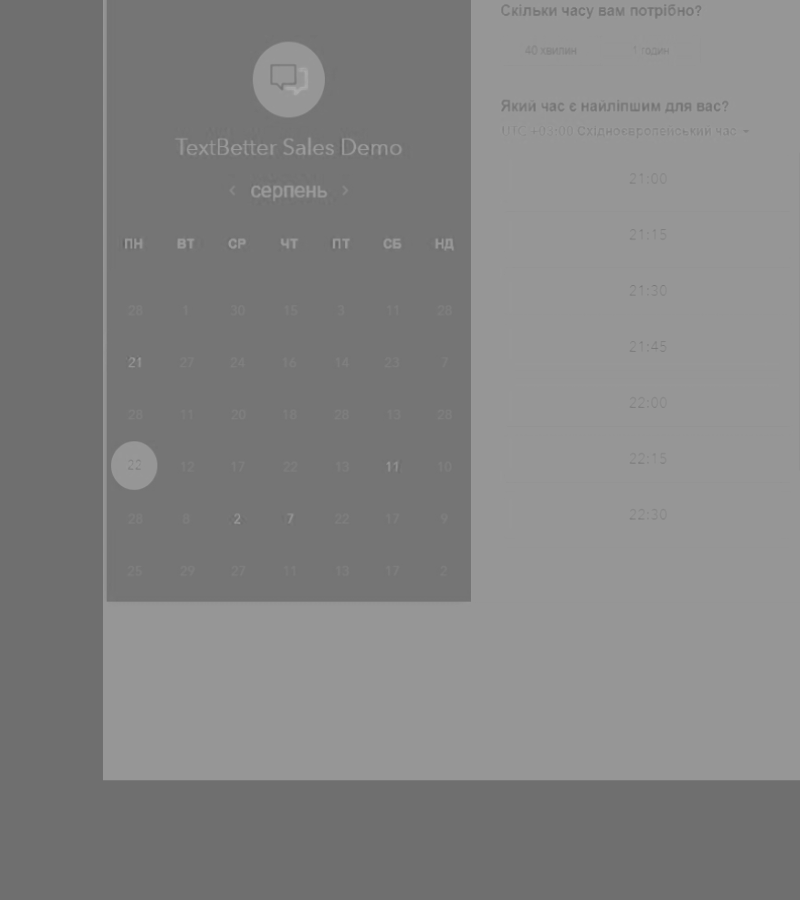 TextBetter Sales Demo
‹ серпень ›
ПН ВТ СР ЧТ ПТ СБ НД
28 1 30 15 3 11 28
21 27 24 16 14 23 7
28 11 20 18 28 13 28
22 12 17 22 13 11 10
28 8 2 7 22 17 9
25 29 27 11 13 17 2
Скільки часу вам потрібно?
40 хвилин 1 годин
Який час є найліпшим для вас?
UTC +03:00 Східноєвропейський час
21:00
21:15
21:30
21:45
22:00
22:15
22:30